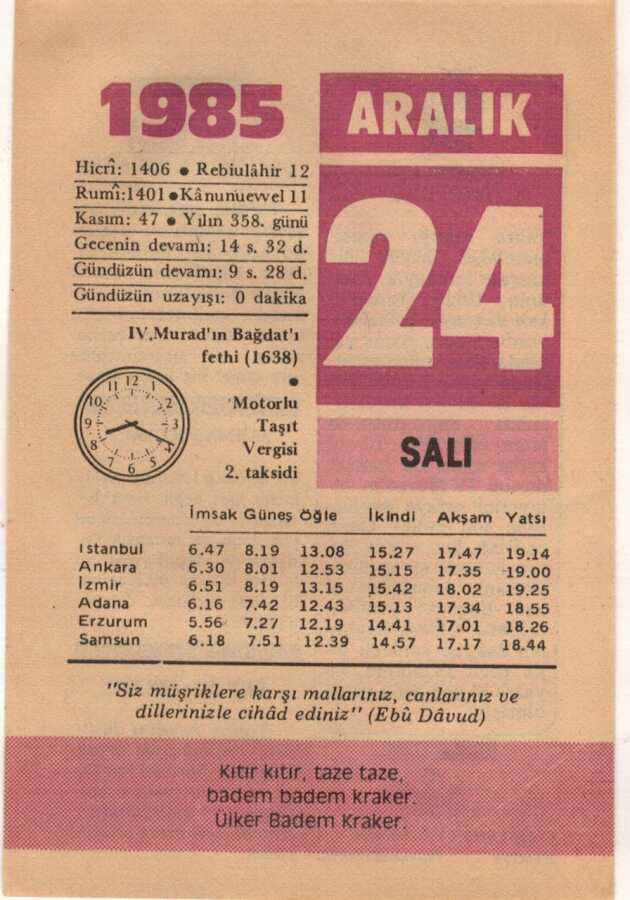 1985
ARALIK
Hicrî: 1406 ● Rebiulâhir 12
Rumî:1401●Kânunuevvel 11
Kasım: 47 ● Yılın 358. günü
Gecenin devamı: 14 s. 32 d.
Gündüzün devamı: 9 s. 28 d.
Gündüzün uzayışı: 0 dakika
24
IV.Murad'ın Bağdat'ı
fethi (1638)
●
Motorlu
Taşıt
Vergisi
2. taksidi
SALI
İmsak Güneş Öğle İkindi Akşam Yatsı
Istanbul 6.47 8.19 13.08 15.27 17.47 19.14
Ankara 6.30 8.01 12.53 15.15 17.35 19.00
İzmir 6.51 8.19 13.15 15.42 18.02 19.25
Adana 6.16 7.42 12.43 15.13 17.34 18.55
Erzurum 5.56 7.27 12.19 14.41 17.01 18.26
Samsun 6.18 7.51 12.39 14.57 17.17 18.44
"Siz müşriklere karşı mallarınız, canlarınız ve
dillerinizle cihâd ediniz" (Ebû Dâvud)
Kıtır kıtır, taze taze,
badem badem kraker.
Ülker Badem Kraker.